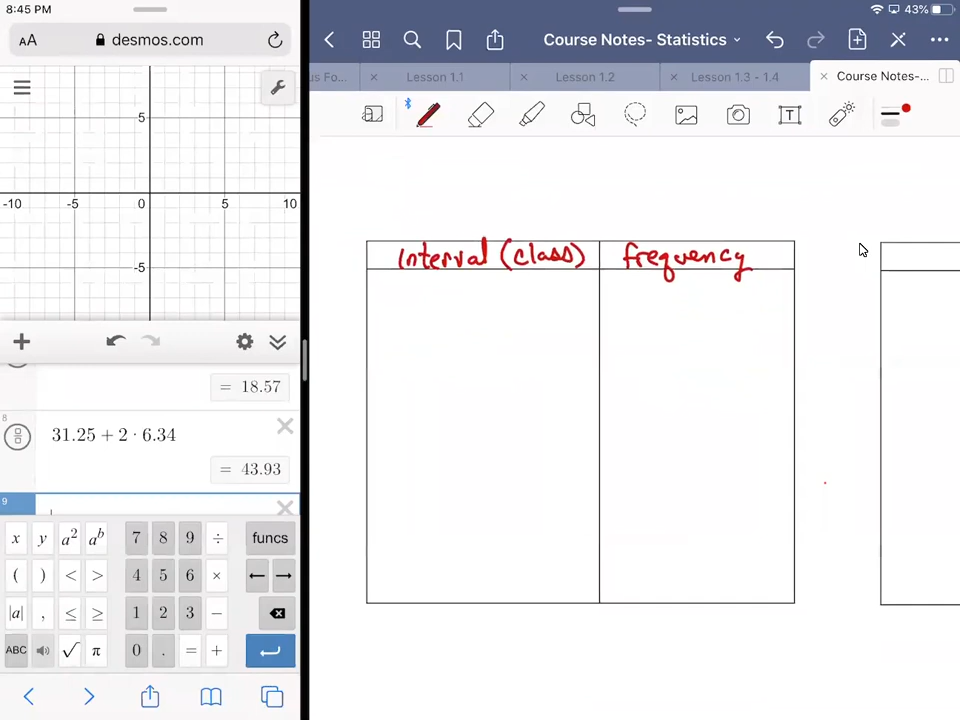 8:45 PM
43%
AA desmos.com
Course Notes- Statistics
us Fo...
Lesson 1.1
Lesson 1.2
Lesson 1.3 - 1.4
Course Notes-...
T
5
-10 -5 0 5 10
-5
= 18.57
8
31.25 + 2 · 6.34
= 43.93
9
x y a² aᵇ 7 8 9 ÷ funcs
( ) < > 4 5 6 × ← →
|a| , ≤ ≥ 1 2 3 −
ABC √ π 0 . = +
Interval (class) frequency